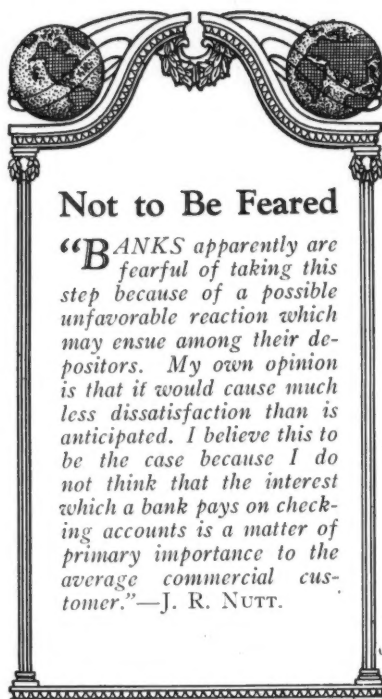 Not to Be Feared
“BANKS apparently are
fearful of taking this
step because of a possible
unfavorable reaction which
may ensue among their de-
positors. My own opinion
is that it would cause much
less dissatisfaction than is
anticipated. I believe this to
be the case because I do
not think that the interest
which a bank pays on check-
ing accounts is a matter of
primary importance to the
average commercial cus-
tomer.”—J. R. NUTT.